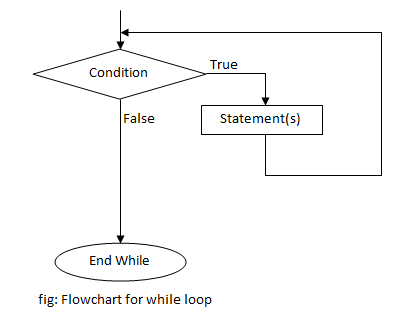 Condition
True
Statement(s)
False
End While
fig: Flowchart for while loop